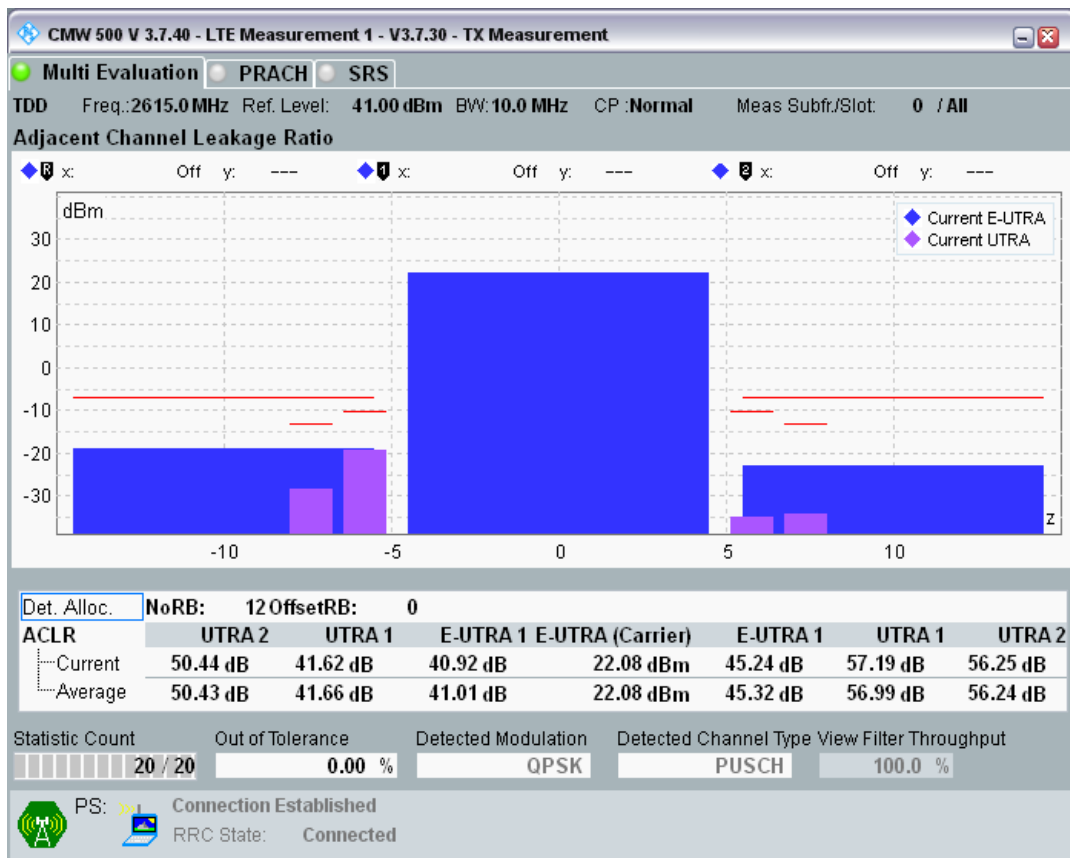 CMW 500 V 3.7.40 - LTE Measurement 1 - V3.7.30 - TX Measurement
Multi Evaluation PRACH SRS
TDD Freq.:2615.0 MHz Ref. Level: 41.00 dBm BW:10.0 MHz CP :Normal Meas Subfr./Slot: 0 / All
Adjacent Channel Leakage Ratio
R x: Off y: --- 1 x: Off y: --- 2 x: Off y: ---
dBm
Current E-UTRA
Current UTRA
30
20
10
0
-10
-20
-30
z
-10 -5 0 5 10
Det. Alloc. NoRB: 12 OffsetRB: 0
ACLR UTRA 2 UTRA 1 E-UTRA 1 E-UTRA (Carrier) E-UTRA 1 UTRA 1 UTRA 2
Current 50.44 dB 41.62 dB 40.92 dB 22.08 dBm 45.24 dB 57.19 dB 56.25 dB
Average 50.43 dB 41.66 dB 41.01 dB 22.08 dBm 45.32 dB 56.99 dB 56.24 dB
Statistic Count Out of Tolerance Detected Modulation Detected Channel Type View Filter Throughput
20 / 20 0.00 % QPSK PUSCH 100.0 %
PS: Connection Established
RRC State: Connected